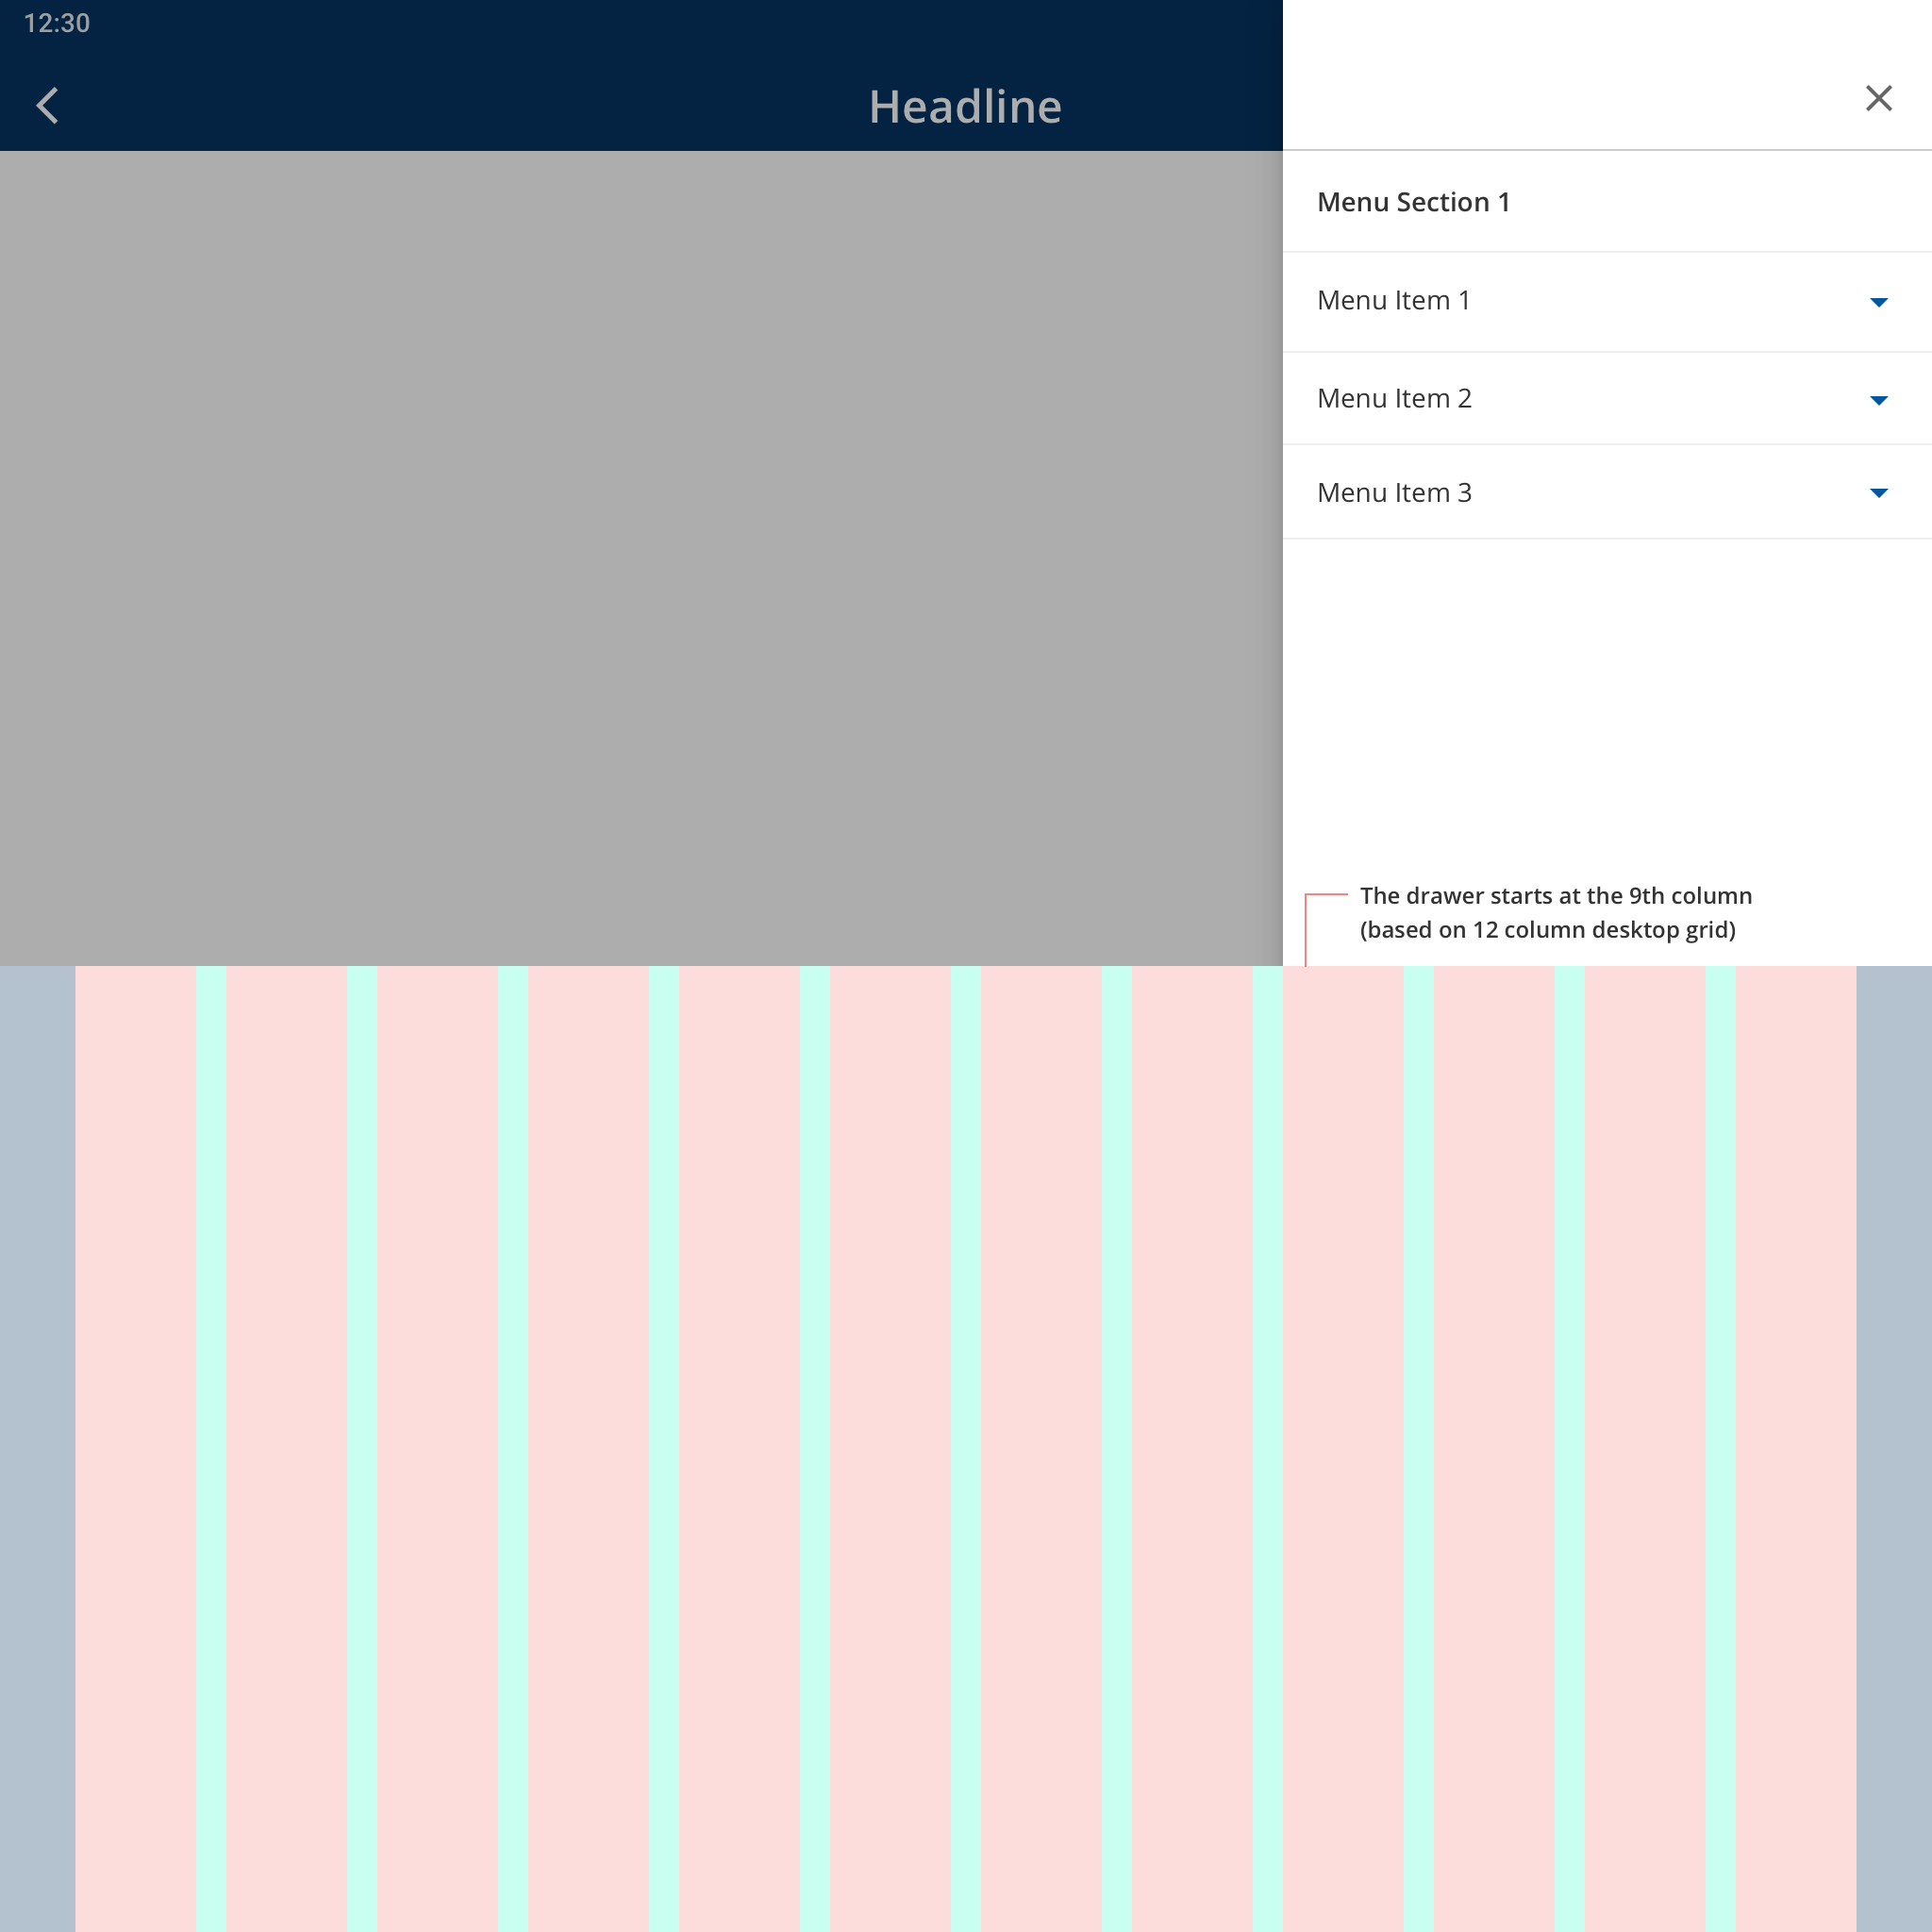 12:30
Headline
Menu Section 1
Menu Item 1
Menu Item 2
Menu Item 3
The drawer starts at the 9th column
(based on 12 column desktop grid)